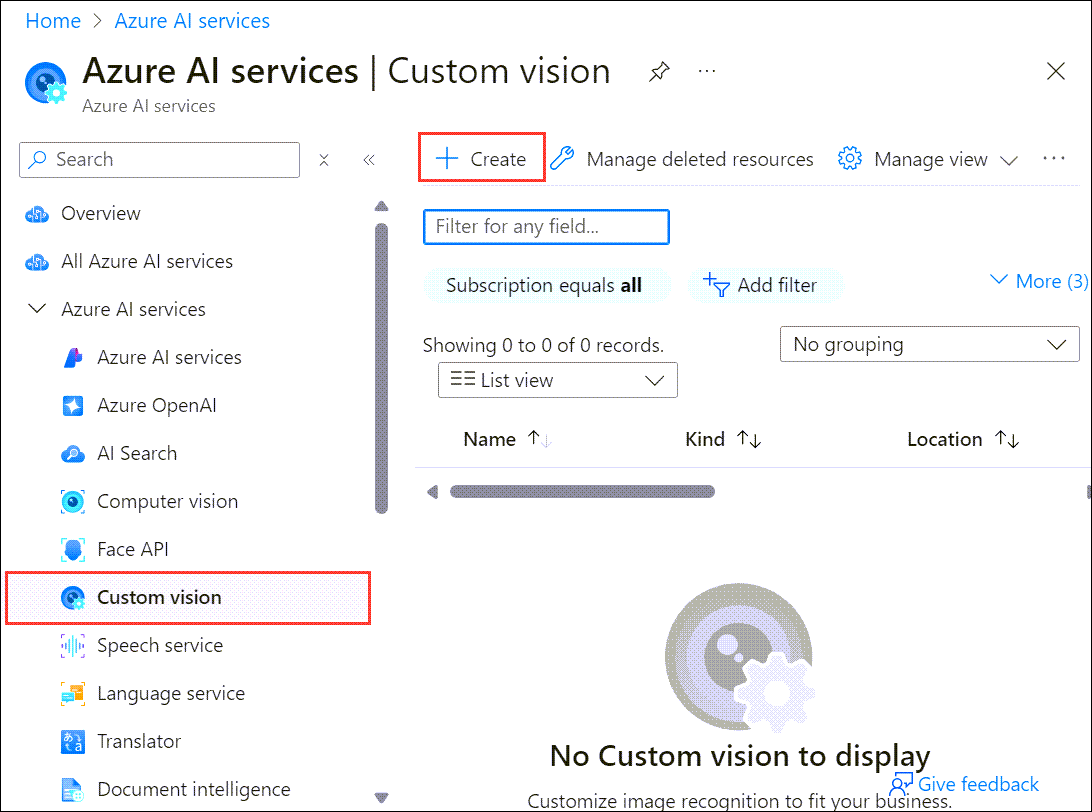 Home > Azure AI services
Azure AI services | Custom vision
...
Azure AI services
Search
Overview
All Azure AI services
Azure AI services
Azure AI services
Azure OpenAI
AI Search
Computer vision
Face API
Custom vision
Speech service
Language service
Translator
Document intelligence
+ Create
Manage deleted resources
Manage view
...
Filter for any field...
Subscription equals all
Add filter
More (3)
Showing 0 to 0 of 0 records.
No grouping
List view
Name ↑↓
Kind ↑↓
Location ↑↓
No Custom vision to display
Give feedback
Customize image recognition to fit your business.